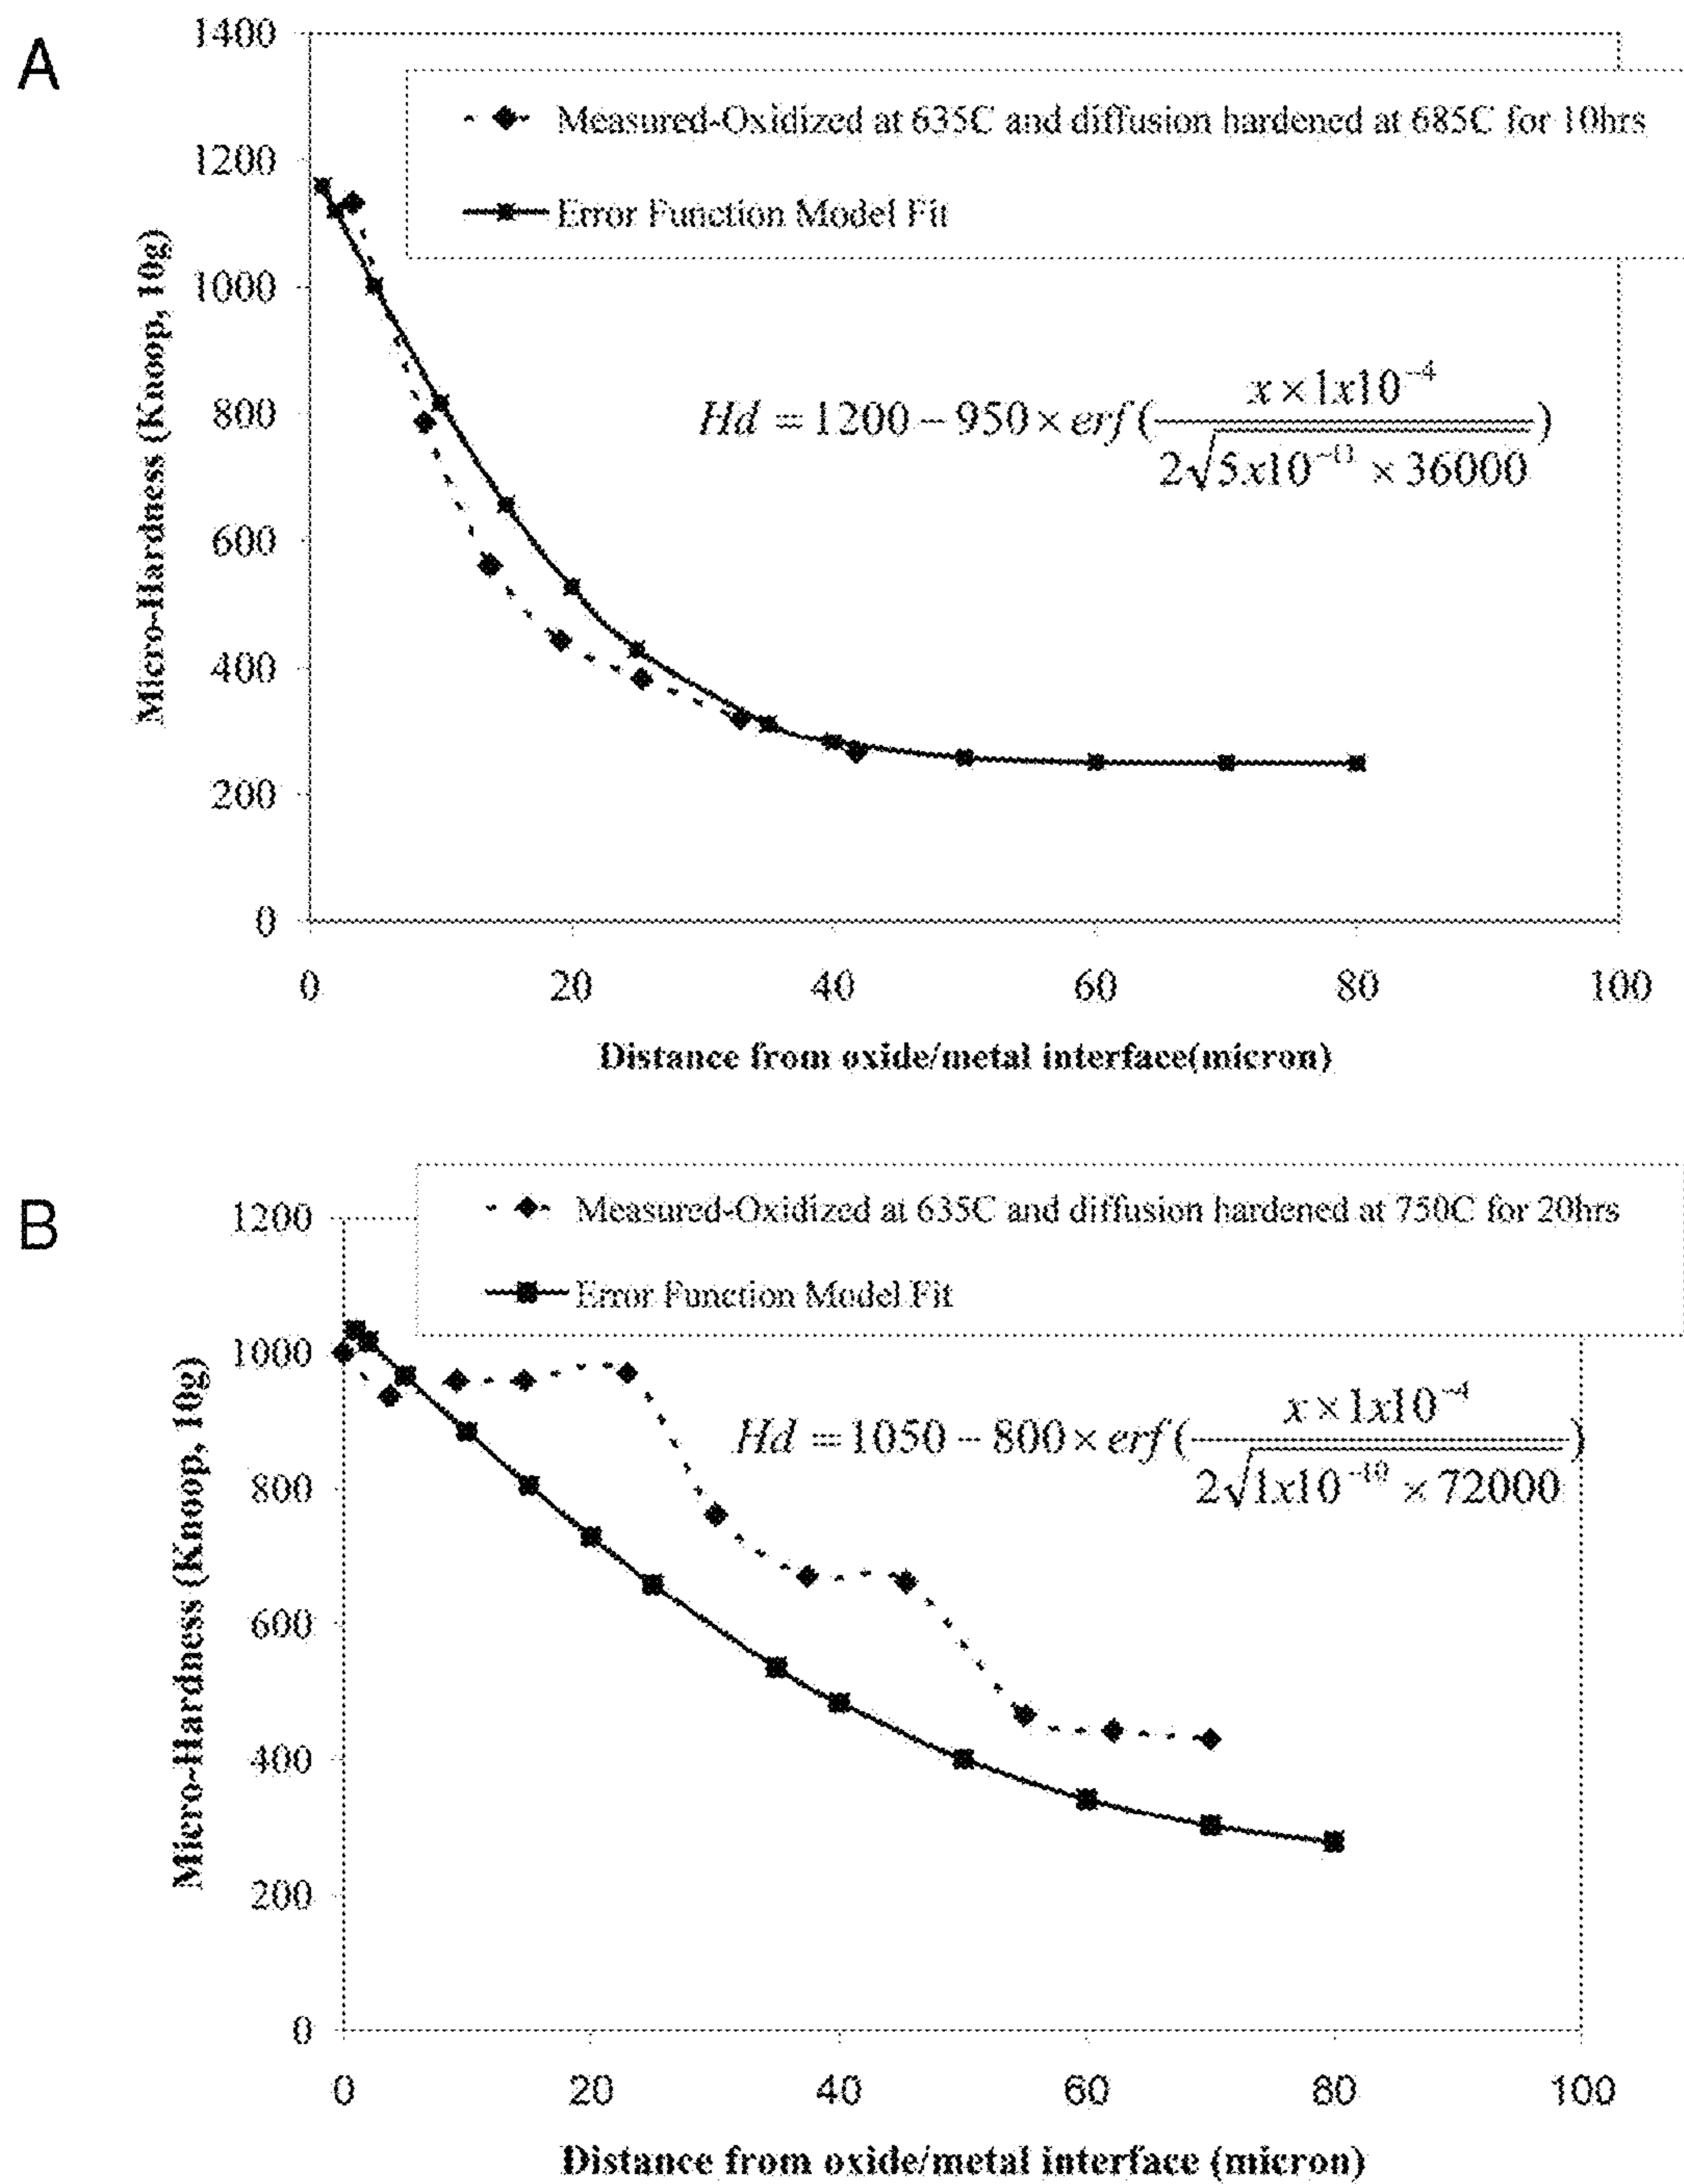 A
1400
1200
1000
800
600
400
200
0
Micro-Hardness (Knoop, 10g)
Measured-Oxidized at 635C and diffusion hardened at 685C for 10hrs
Error Function Model Fit
Hd = 1200 - 950 × erf (x × 1x10^-4 / 2√5x10^-11 × 36000)
0 20 40 60 80 100
Distance from oxide/metal interface(micron)
B
1200
1000
800
600
400
200
0
Micro-Hardness (Knoop, 10g)
Measured-Oxidized at 635C and diffusion hardened at 750C for 20hrs
Error Function Model Fit
Hd = 1050 - 800 × erf (x × 1x10^-4 / 2√1x10^-10 × 72000)
0 20 40 60 80 100
Distance from oxide/metal interface (micron)